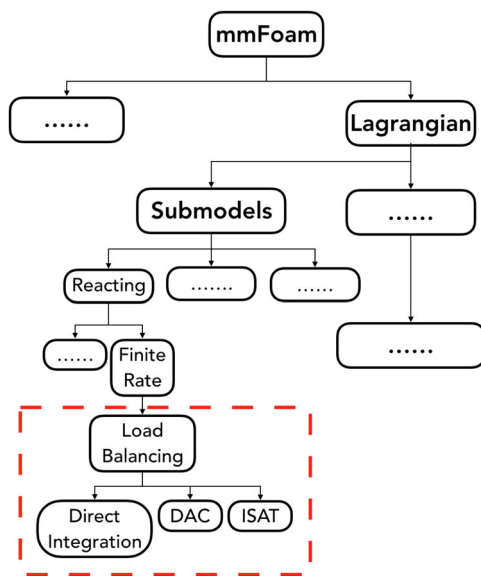 mmFoam
......
Lagrangian
Submodels
......
Reacting
.......
......
......
Finite
Rate
......
Load
Balancing
Direct
Integration
DAC
ISAT